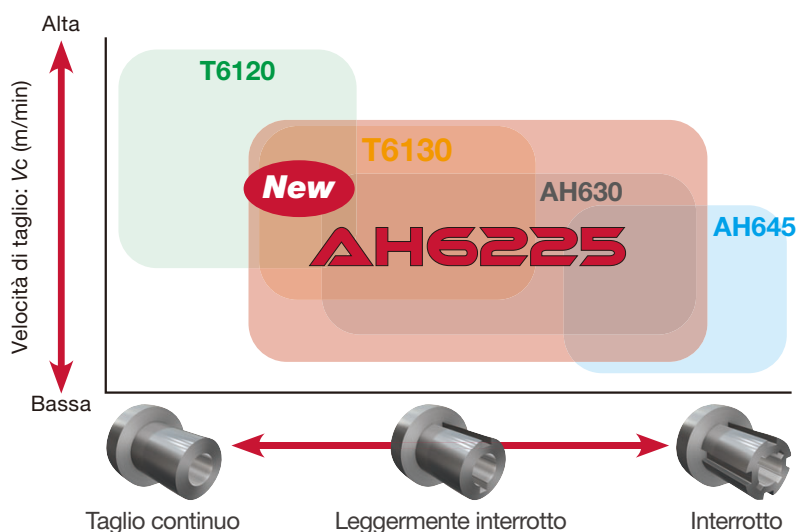 Alta
T6120
T6130
New
AH630
AH6225
AH645
Velocità di taglio: Vc (m/min)
Bassa
Taglio continuo
Leggermente interrotto
Interrotto